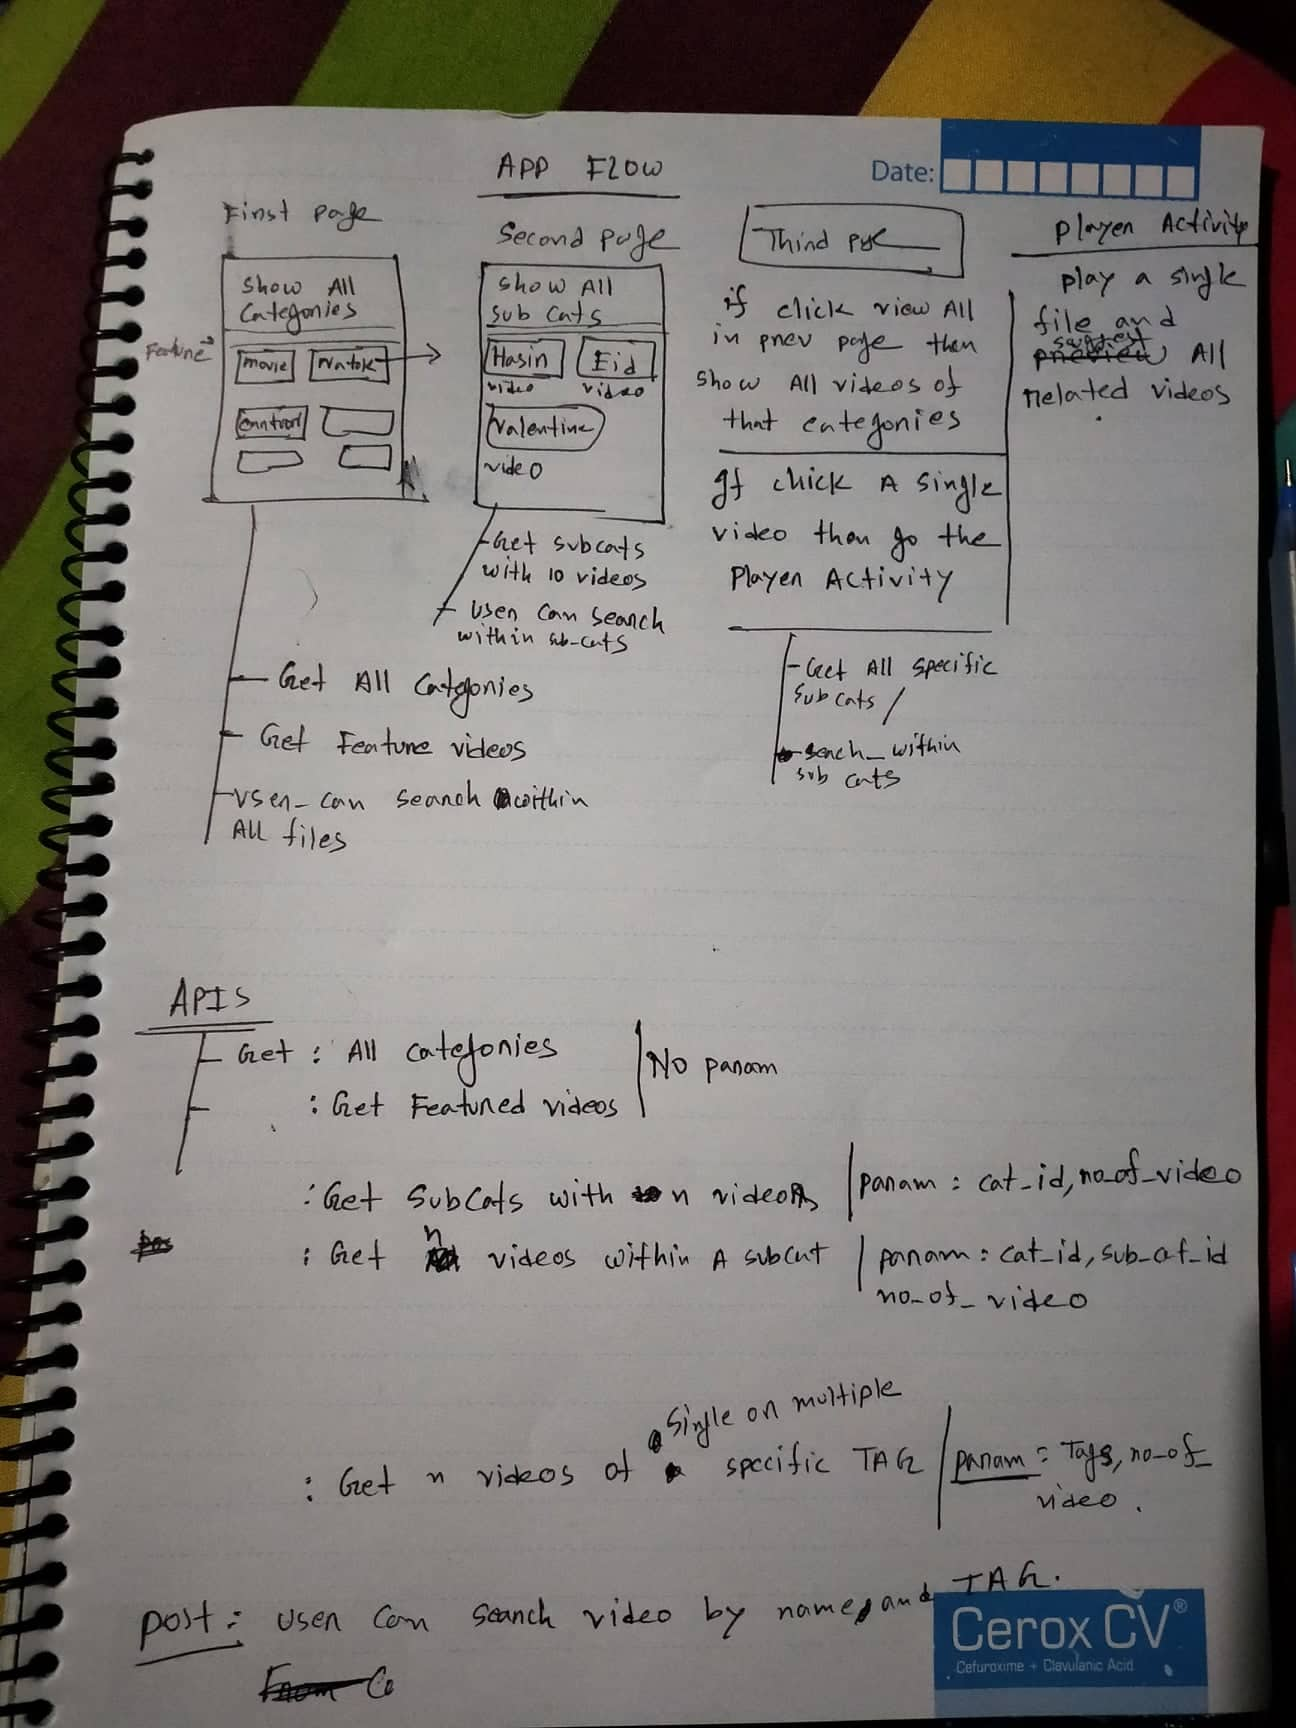 APP FLOW
Date:
First page
Show All
Categories
Feature
movie
Natok
Second page
Show All
Sub Cats
Hasin
Eid
video
video
Valentine
video
Third
if click view All
in prev page then
show All videos of
that categories
If click A single
video then go the
Player Activity
Player Activity
play a single
file and
suggest
preview All
related videos
Get subcats
with 10 videos
User can search
within sub-cats
Get All Categories
Get Feature videos
User can search within
All files
Get All specific
sub cats /
within
sub cats
APIS
Get : All categories
: Get Featured videos
No param
: Get SubCats with n videos
param : cat_id, no_of_video
: Get n videos within A subcat
param : cat_id,
no_of_video
Single or multiple
: Get n videos of specific TAG
param : Tags, no_of_
video.
post : User can search video by name, and TAG.
From
Cerox CV®
Cefuroxime + Clavulanic Acid